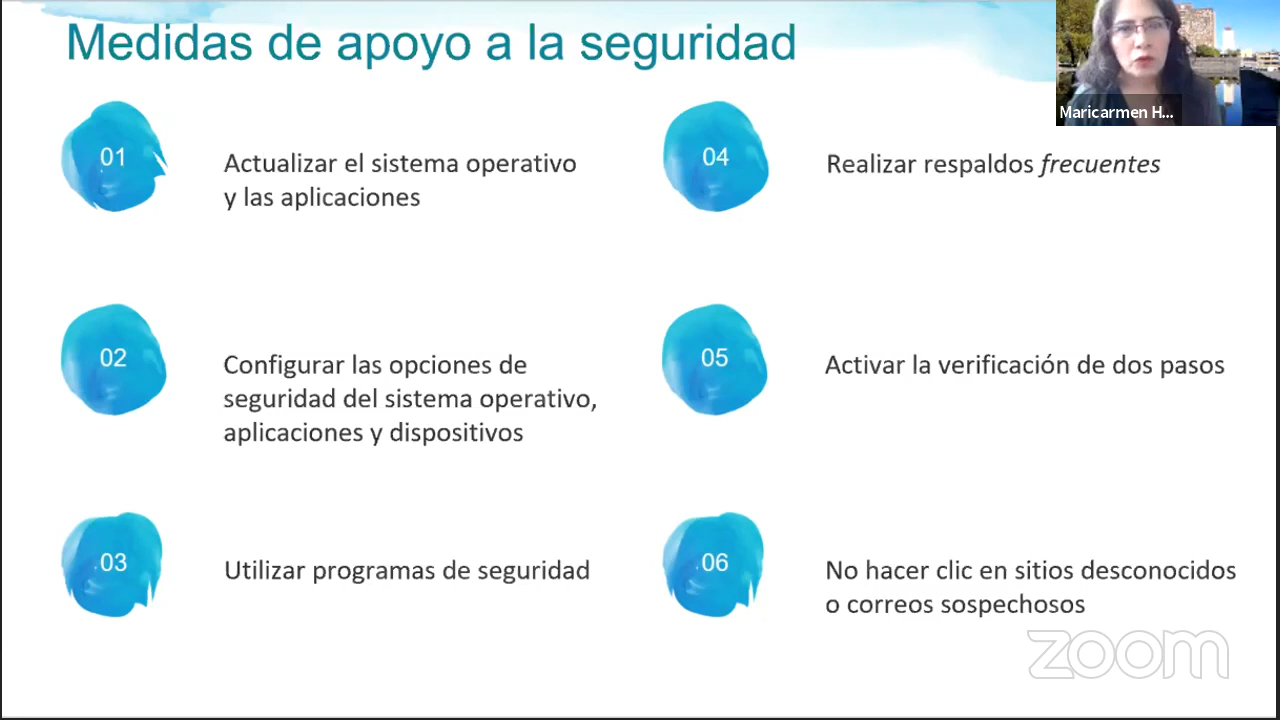 Medidas de apoyo a la seguridad
Maricarmen H...
01
Actualizar el sistema operativo
y las aplicaciones
02
Configurar las opciones de
seguridad del sistema operativo,
aplicaciones y dispositivos
03
Utilizar programas de seguridad
04
Realizar respaldos frecuentes
05
Activar la verificación de dos pasos
06
No hacer clic en sitios desconocidos
o correos sospechosos
zoom